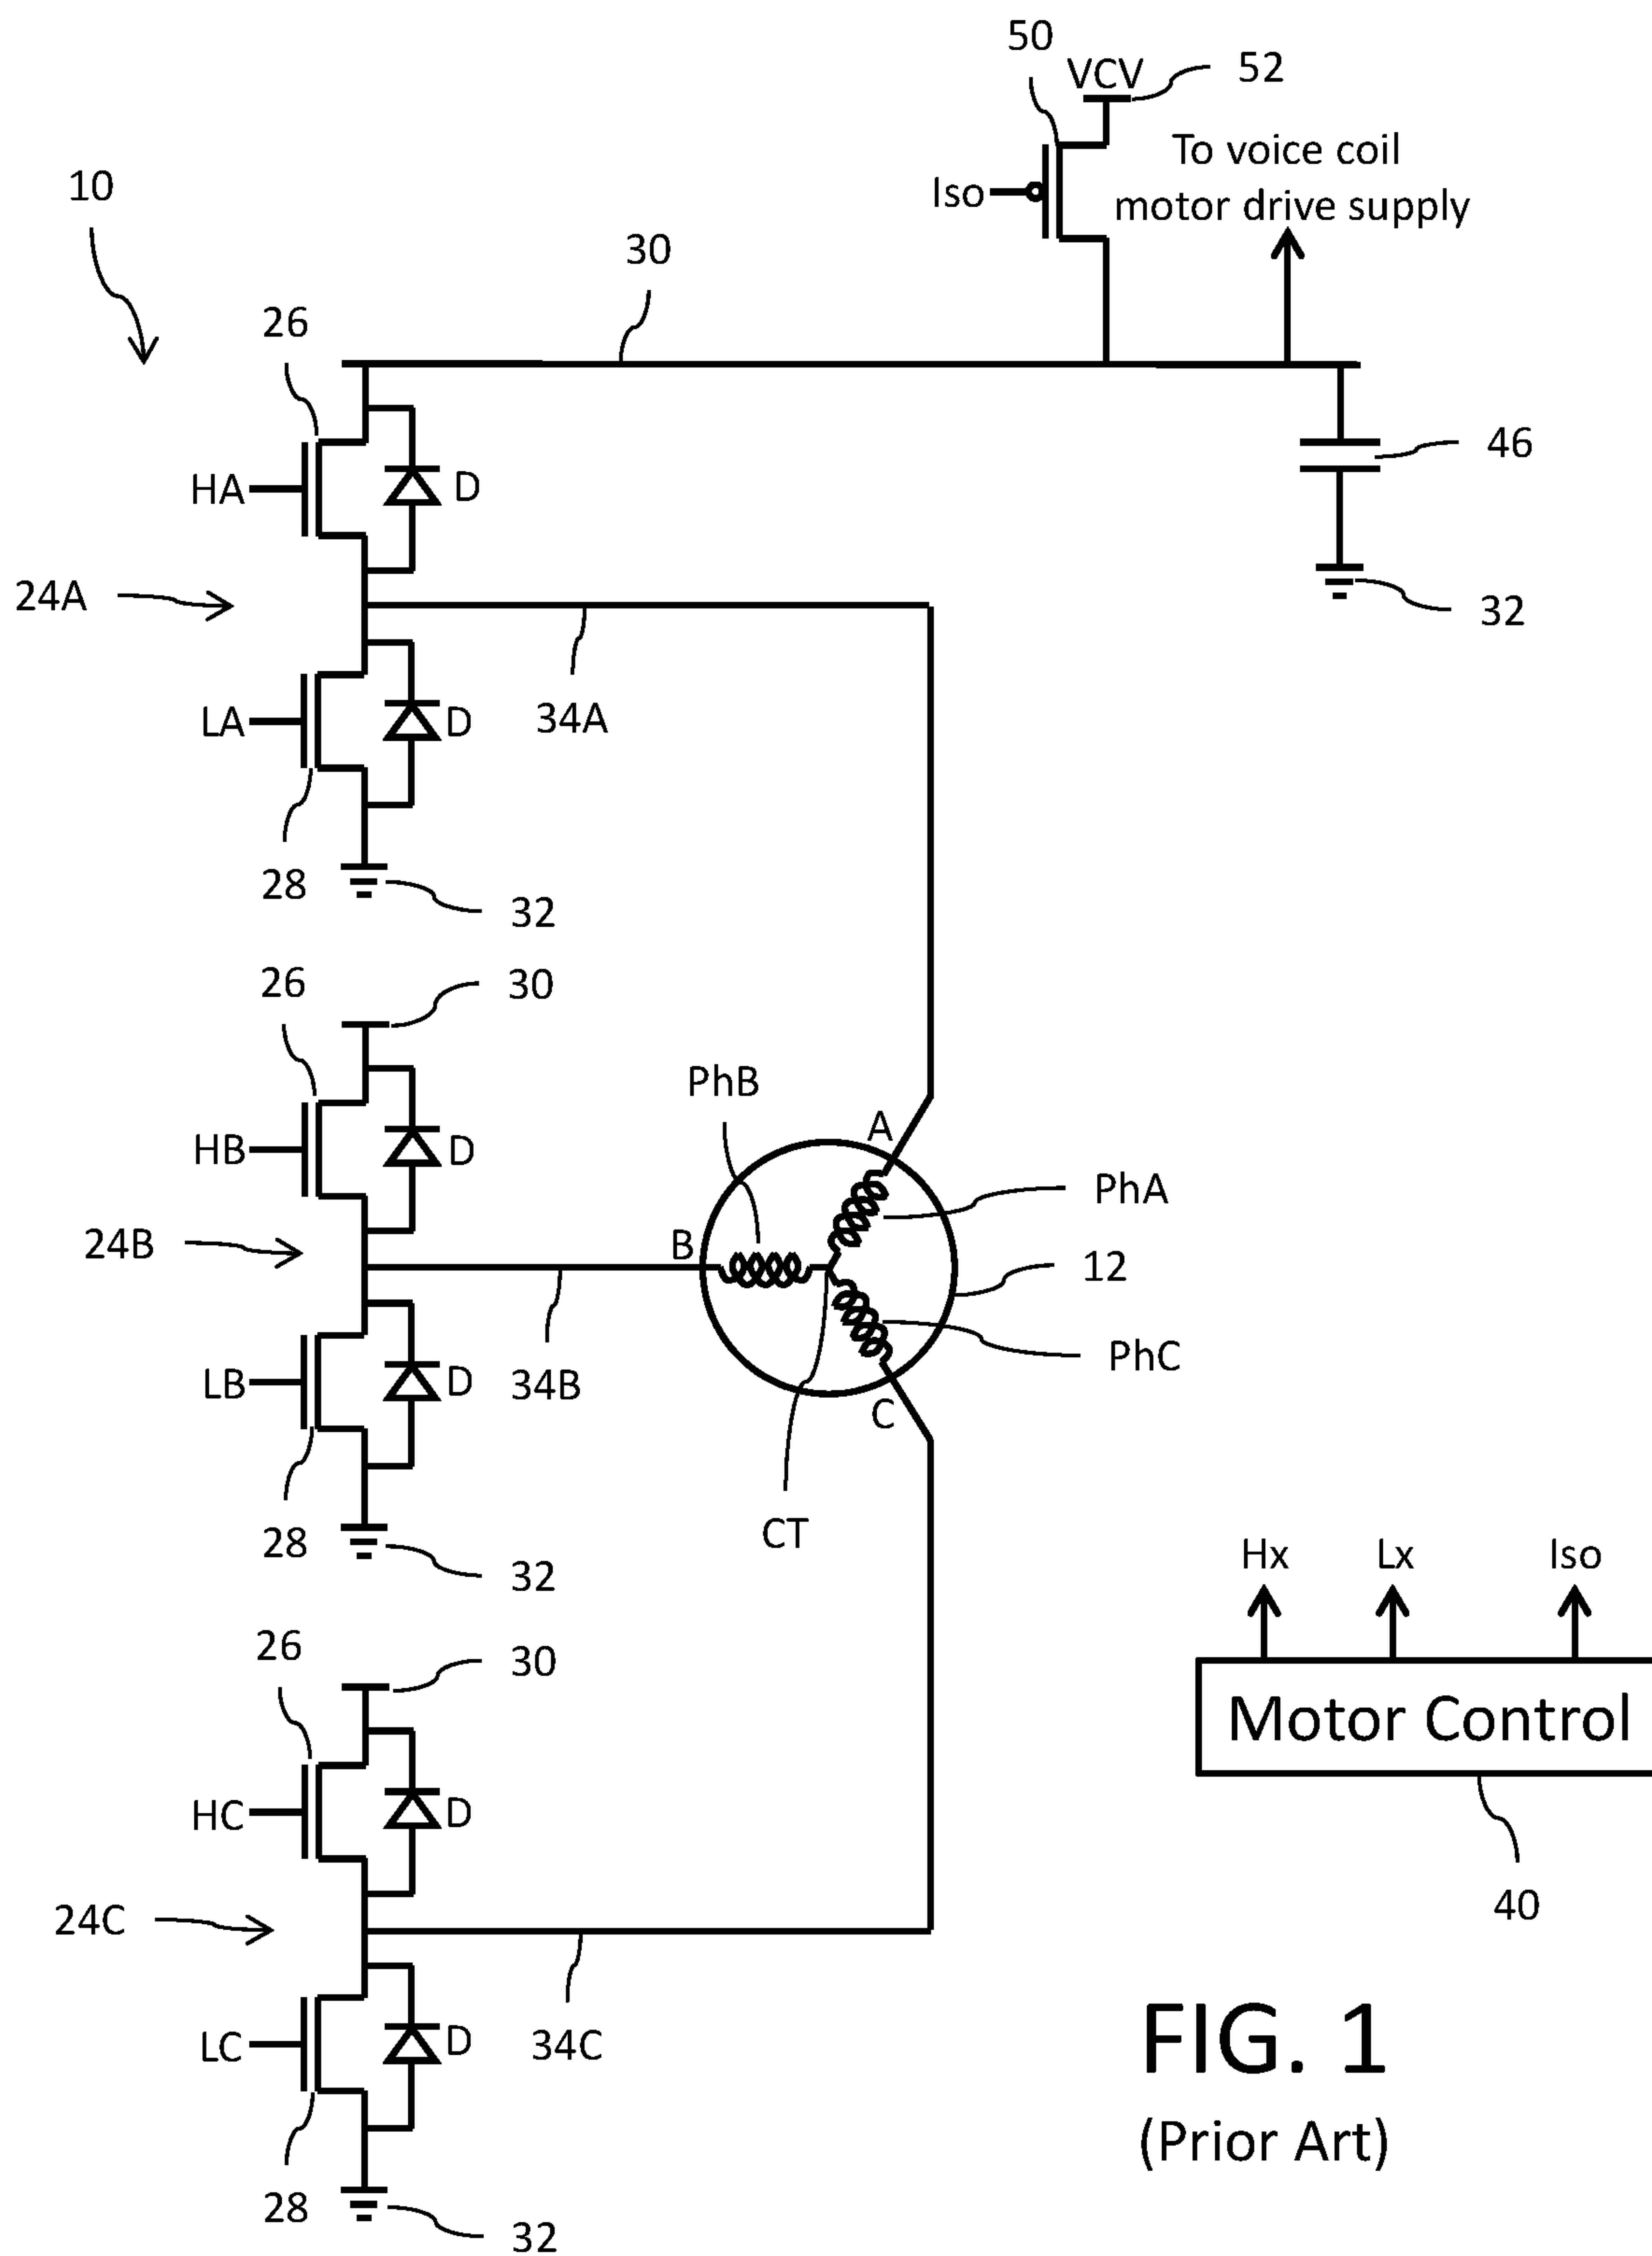 50
VCV
52
To voice coil
motor drive supply
Iso
10
30
26
HA
D
46
24A
32
34A
LA
D
28
32
26
30
PhB
A
HB
D
PhA
24B
B
12
34B
LB
D
PhC
C
CT
28
32
Hx
Lx
Iso
26
30
Motor Control
HC
D
40
24C
34C
LC
D
FIG. 1
(Prior Art)
28
32